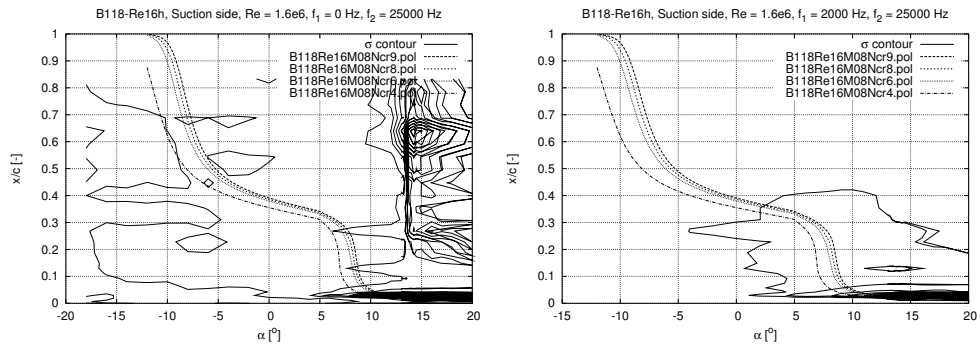 B118-Re16h, Suction side, Re = 1.6e6, f1 = 0 Hz, f2 = 25000 Hz
σ contour
B118Re16M08Ncr9.pol
B118Re16M08Ncr8.pol
B118Re16M08Ncr6.pol
B118Re16M08Ncr4.pol
x/c [-]
1
0.9
0.8
0.7
0.6
0.5
0.4
0.3
0.2
0.1
0
-20 -15 -10 -5 0 5 10 15 20
α [°]
B118-Re16h, Suction side, Re = 1.6e6, f1 = 2000 Hz, f2 = 25000 Hz
σ contour
B118Re16M08Ncr9.pol
B118Re16M08Ncr8.pol
B118Re16M08Ncr6.pol
B118Re16M08Ncr4.pol
x/c [-]
1
0.9
0.8
0.7
0.6
0.5
0.4
0.3
0.2
0.1
0
-15 -10 -5 0 5 10 15 20
α [°]